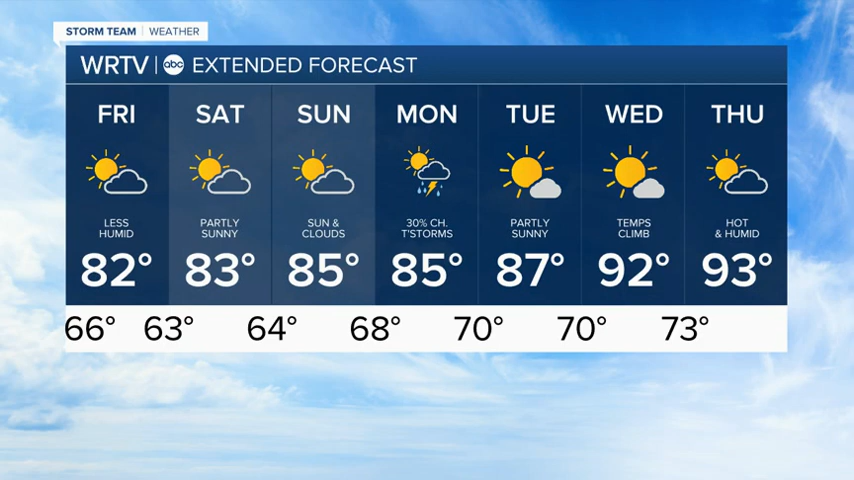 STORM TEAM | WEATHER
WRTV | abc EXTENDED FORECAST
FRI SAT SUN MON TUE WED THU
LESS HUMID
PARTLY SUNNY
SUN & CLOUDS
30% CH. T'STORMS
PARTLY SUNNY
TEMPS CLIMB
HOT & HUMID
82° 83° 85° 85° 87° 92° 93°
66° 63° 64° 68° 70° 70° 73°